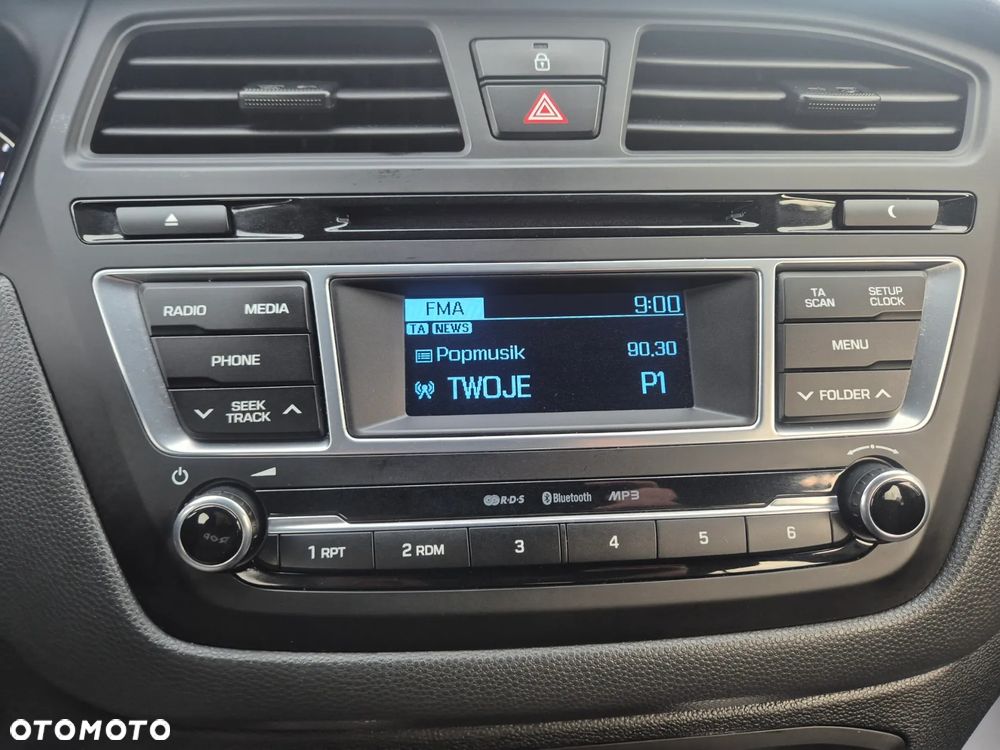 TA
SCAN
SETUP
CLOCK
RADIO
MEDIA
FMA
9:00
TA NEWS
MENU
PHONE
Popmusik
90.30
TWOJE
P1
SEEK
TRACK
FOLDER
R·D·S
Bluetooth
MP3
1 RPT
2 RDM
3
4
5
6
OTOMOTO